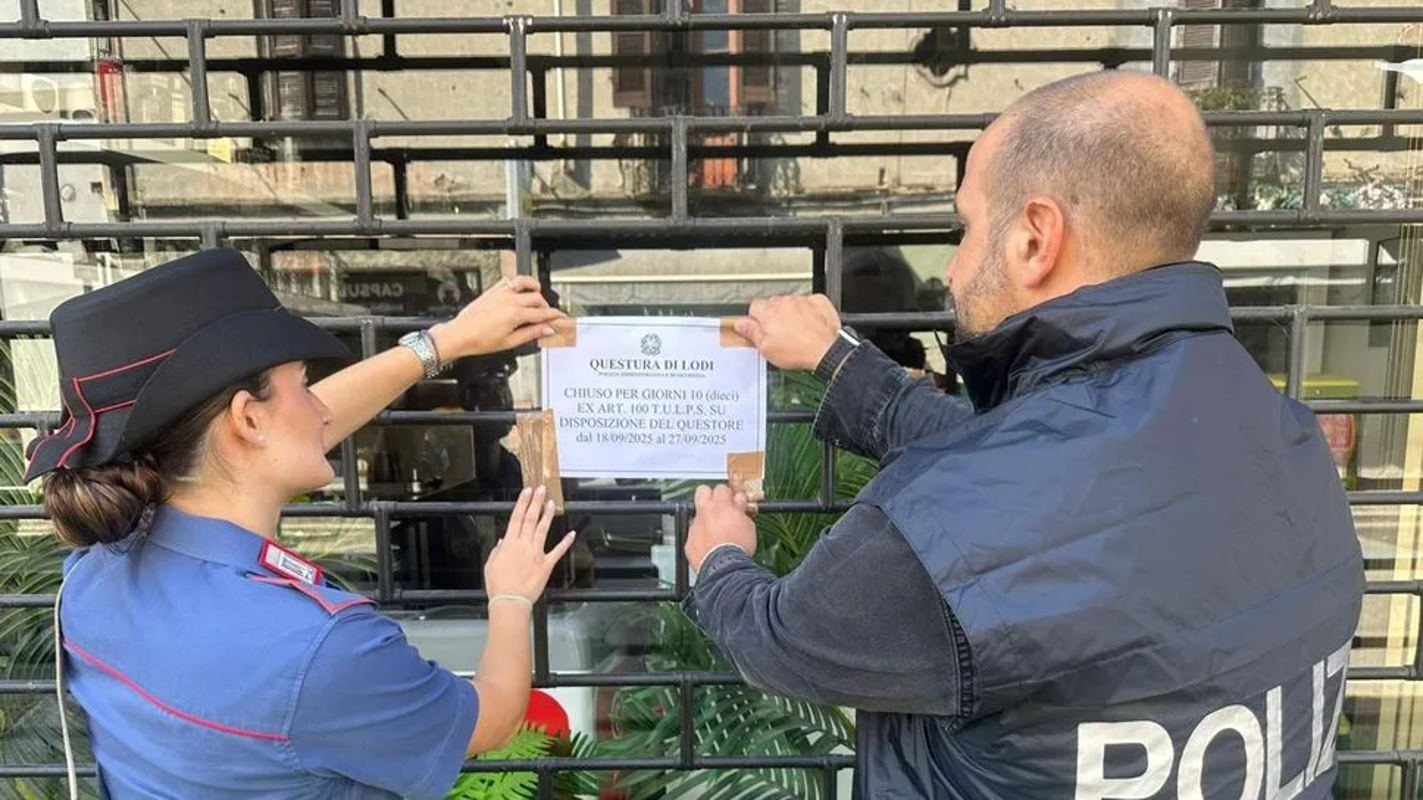 QUESTURA DI LODI
CHIUSO PER GIORNI 10 (dieci)
EX ART. 100 T.U.L.P.S. SU
DISPOSIZIONE DEL QUESTORE
dal 18/09/2025 al 27/09/2025
POLIZ